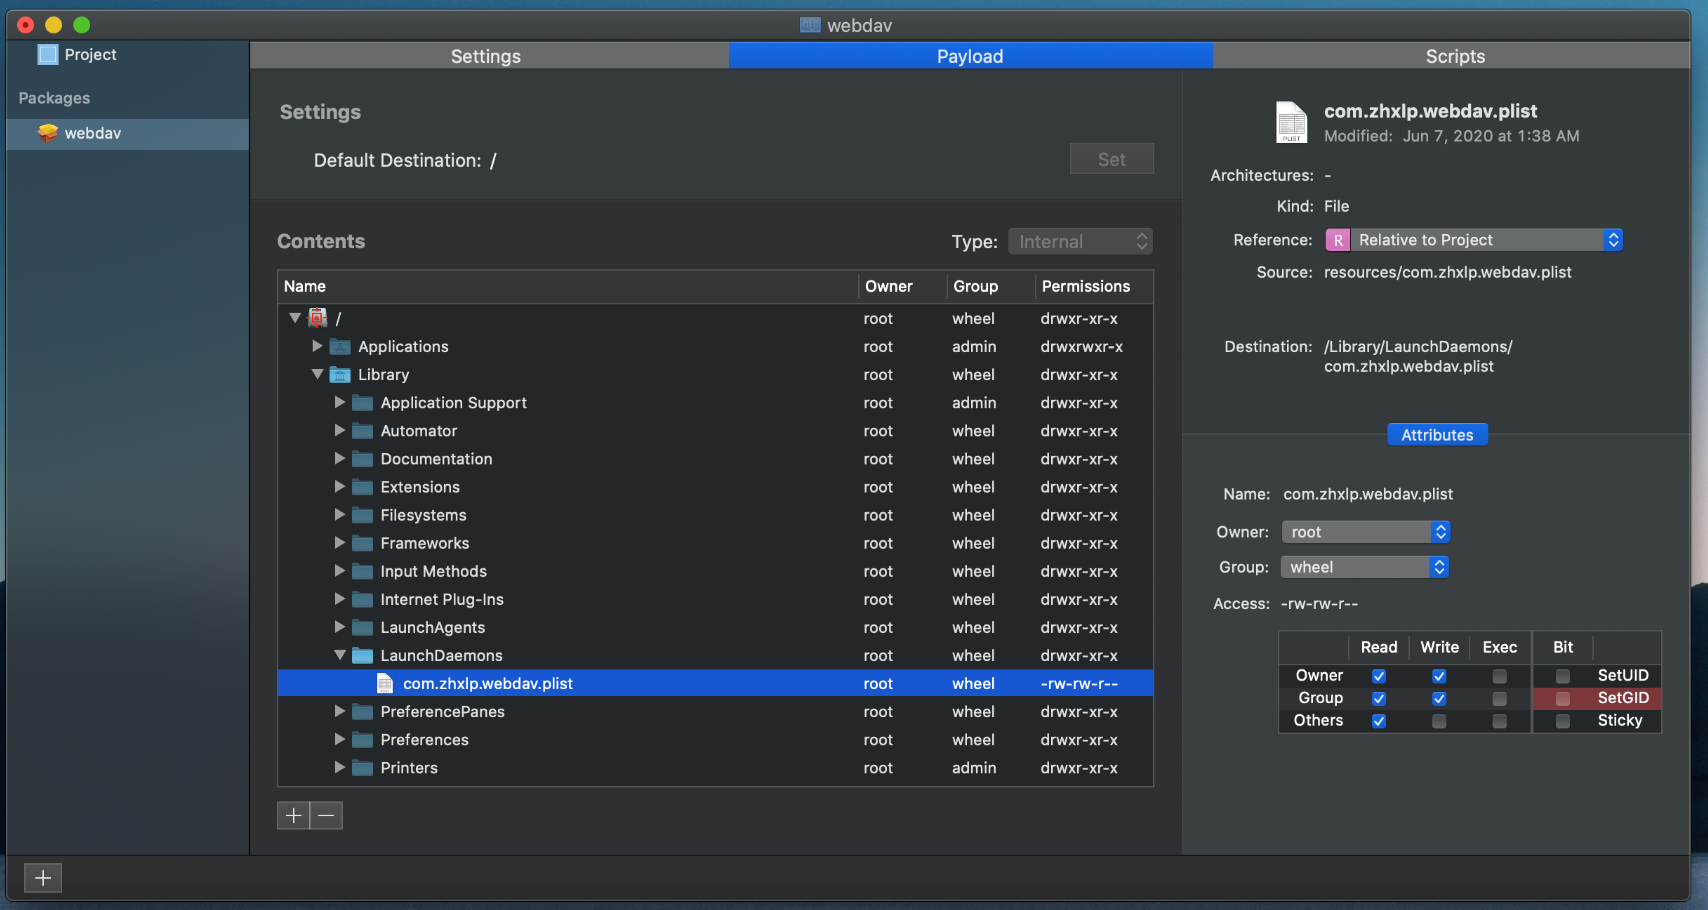 webdav
Project
Packages
webdav
Settings Payload Scripts
Settings
Default Destination: / Set
Contents Type: Internal
Name Owner Group Permissions
/ root wheel drwxr-xr-x
Applications root admin drwxrwxr-x
Library root wheel drwxr-xr-x
Application Support root admin drwxr-xr-x
Automator root wheel drwxr-xr-x
Documentation root wheel drwxr-xr-x
Extensions root wheel drwxr-xr-x
Filesystems root wheel drwxr-xr-x
Frameworks root wheel drwxr-xr-x
Input Methods root wheel drwxr-xr-x
Internet Plug-Ins root wheel drwxr-xr-x
LaunchAgents root wheel drwxr-xr-x
LaunchDaemons root wheel drwxr-xr-x
com.zhxlp.webdav.plist root wheel -rw-rw-r--
PreferencePanes root wheel drwxr-xr-x
Preferences root wheel drwxr-xr-x
Printers root admin drwxr-xr-x
PLIST
com.zhxlp.webdav.plist
Modified: Jun 7, 2020 at 1:38 AM
Architectures: -
Kind: File
Reference: R Relative to Project
Source: resources/com.zhxlp.webdav.plist
Destination: /Library/LaunchDaemons/
com.zhxlp.webdav.plist
Attributes
Name: com.zhxlp.webdav.plist
Owner: root
Group: wheel
Access: -rw-rw-r--
Read Write Exec Bit
Owner SetUID
Group SetGID
Others Sticky